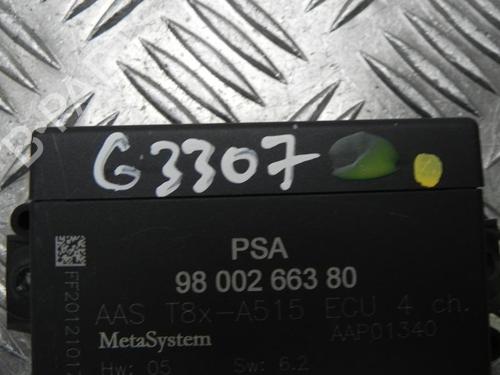 G3307
PSA
98 002 663 80
AAS T8x-A515 ECU 4 ch.
AAP01340
MetaSystem
Hw: 05 Sw: 6.2